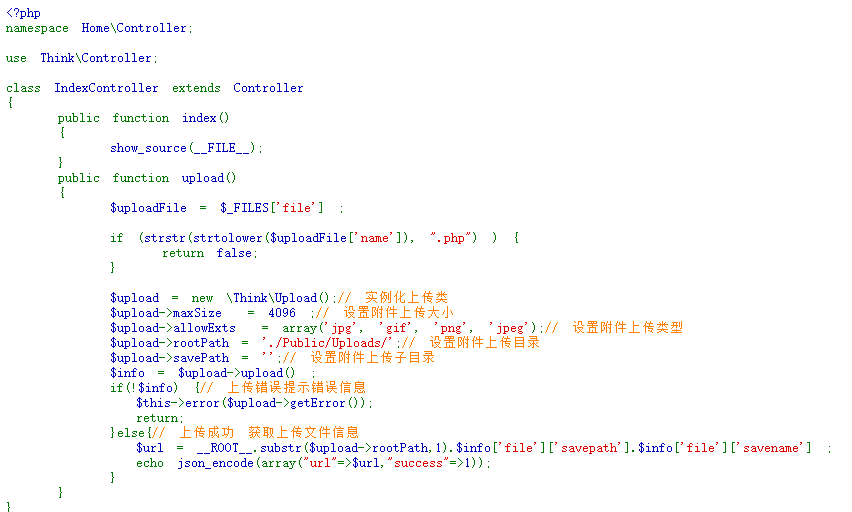 <?php
namespace Home\Controller;

use Think\Controller;

class IndexController extends Controller
{
    public function index()
    {
        show_source(__FILE__);
    }
    public function upload()
    {
        $uploadFile = $_FILES['file'] ;

        if (strstr(strtolower($uploadFile['name']), ".php") ) {
            return false;
        }

        $upload = new \Think\Upload();// 实例化上传类
        $upload->maxSize  = 4096 ;// 设置附件上传大小
        $upload->allowExts  = array('jpg', 'gif', 'png', 'jpeg');// 设置附件上传类型
        $upload->rootPath = './Public/Uploads/';// 设置附件上传目录
        $upload->savePath = '';// 设置附件上传子目录
        $info = $upload->upload() ;
        if(!$info) {// 上传错误提示错误信息
            $this->error($upload->getError());
            return;
        }else{// 上传成功 获取上传文件信息
            $url = __ROOT__.substr($upload->rootPath,1).$info['file']['savepath'].$info['file']['savename'] ;
            echo json_encode(array("url"=>$url,"success"=>1));
        }
    }
}